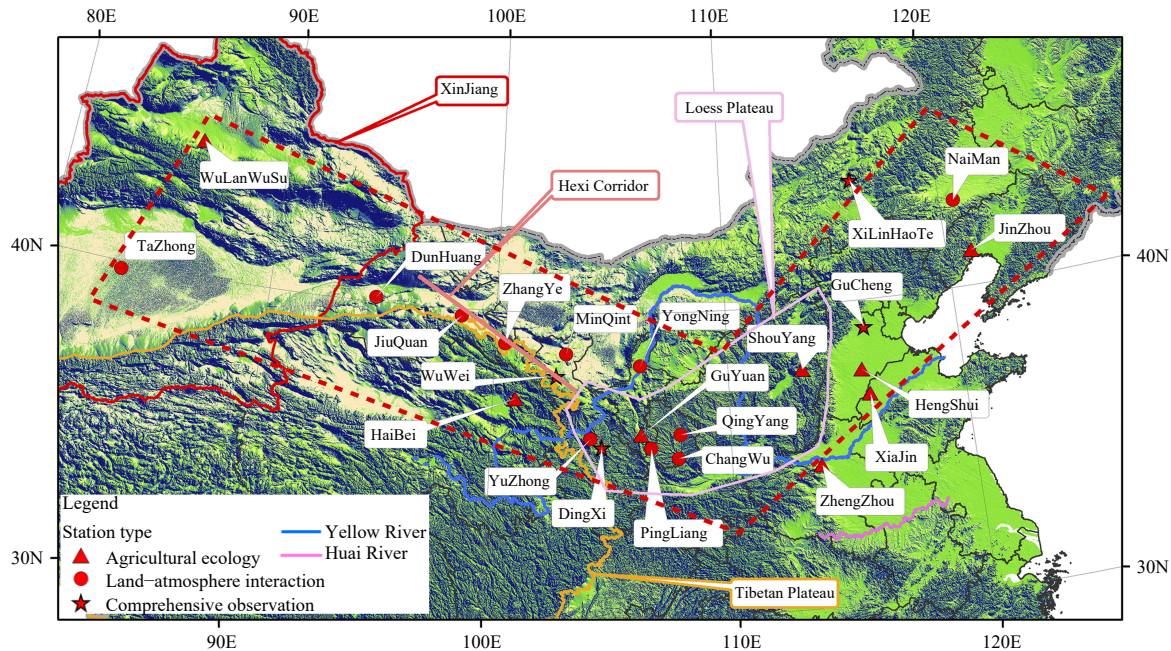 80E 90E 100E 110E 120E
XinJiang
Loess Plateau
NaiMan
WuLanWuSu
Hexi Corridor
XiLinHaoTe
JinZhou
40N
TaZhong
DunHuang
40N
ZhangYe
GuCheng
MinQint
YongNing
JiuQuan
ShouYang
WuWei
GuYuan
HengShui
HaiBei
QingYang
XiaJin
ChangWu
YuZhong
ZhengZhou
DingXi
PingLiang
Legend
Station type
Yellow River
Agricultural ecology
Huai River
30N
30N
Land−atmosphere interaction
Tibetan Plateau
Comprehensive observation
90E 100E 110E 120E